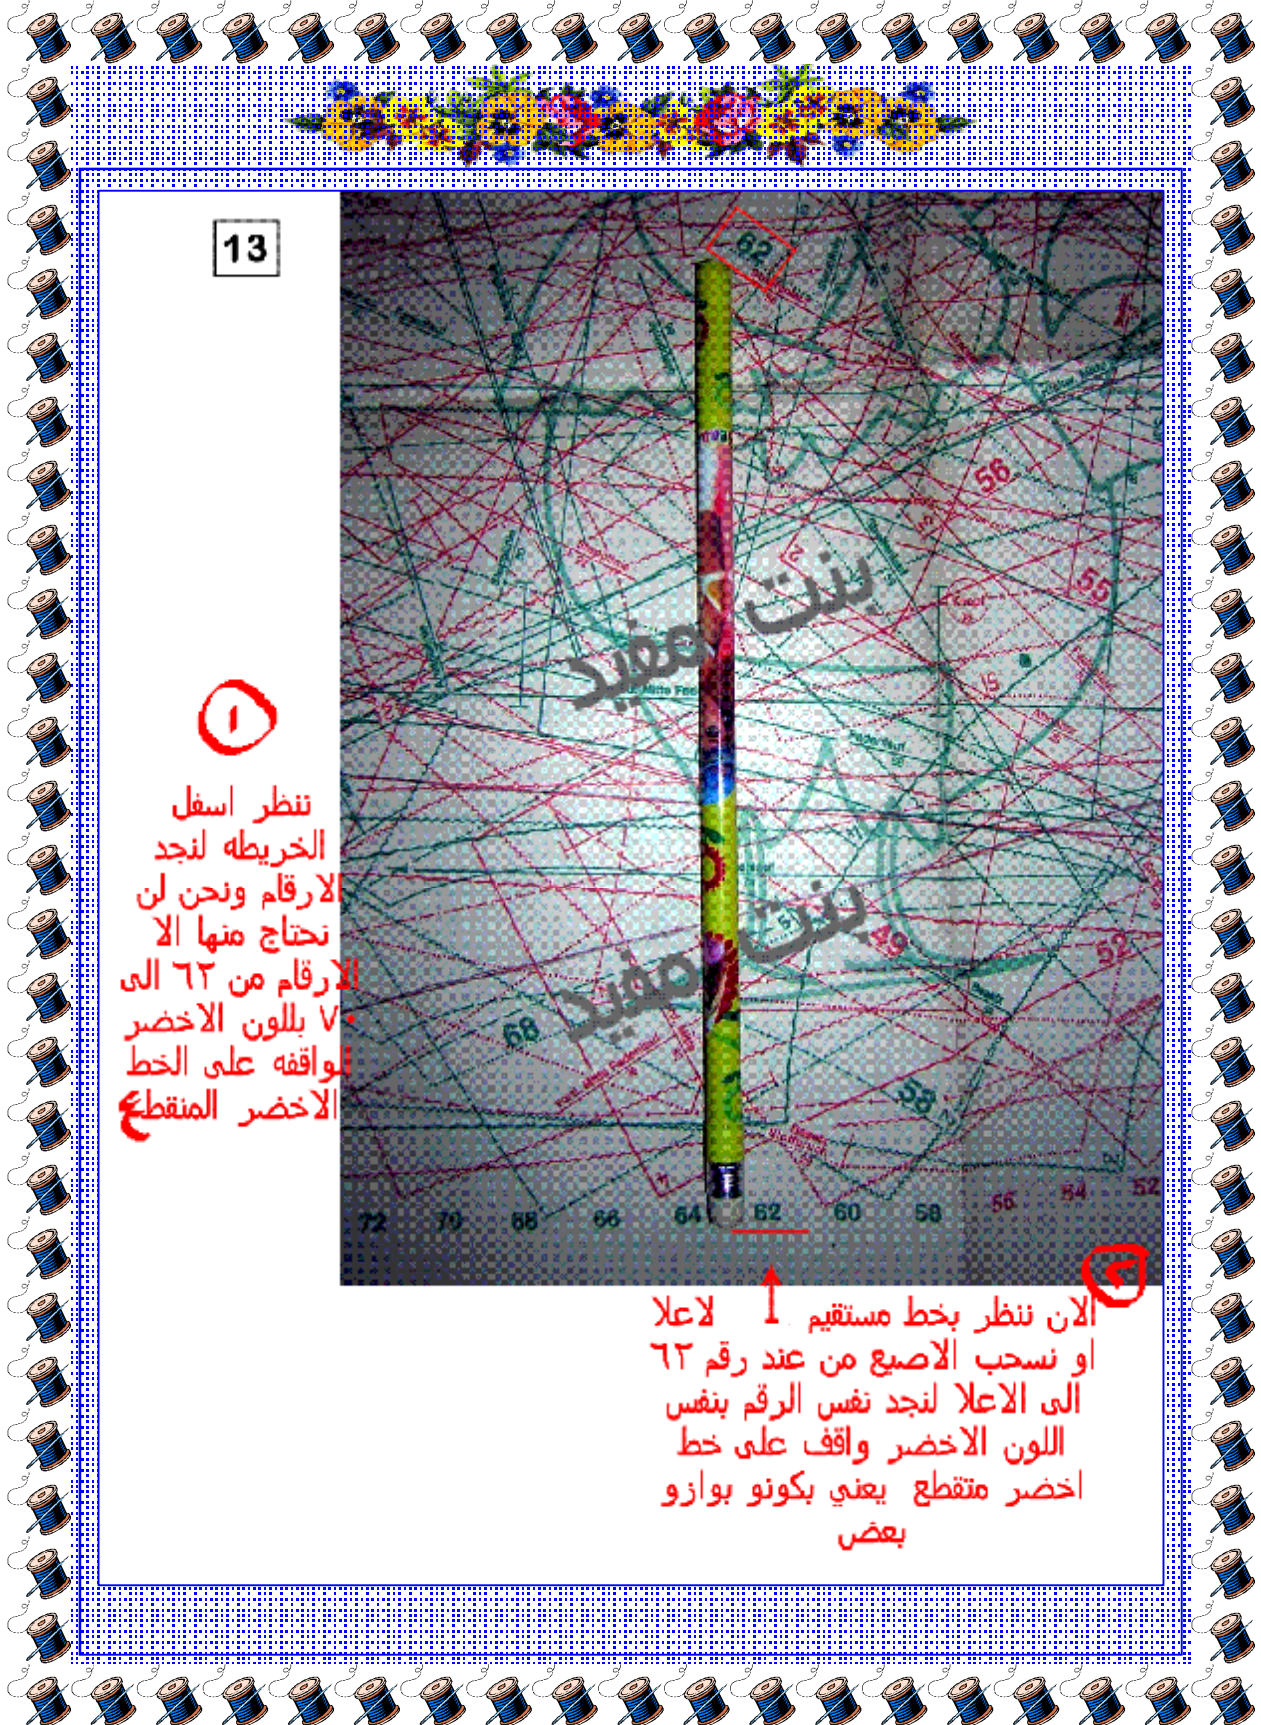 13
62
56
55
12
15
بنت مفيد
51
49
52
بنت مفيد
68
58
72 70 68 66 64 62 60 58 56 54 52
١
ننظر اسفل
الخريطه لنجد
الارقام ونحن لن
نحتاج منها الا
الارقام من ٦٢ الى
٧٠ بللون الاخضر
الواقفه على الخط
الاخضر المنقطع
٢
الان ننظر بخط مستقيم لاعلا
او نسحب الاصبع من عند رقم ٦٢
الى الاعلا لنجد نفس الرقم بنفس
اللون الاخضر واقف على خط
اخضر متقطع يعني بكونو بوازو
بعض